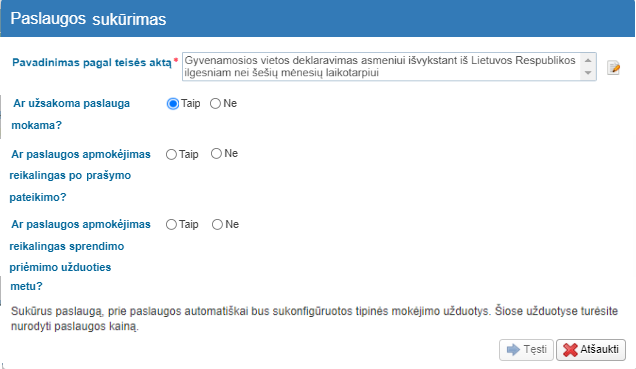 Paslaugos sukūrimas
Pavadinimas pagal teisės aktą* Gyvenamosios vietos deklaravimas asmeniui išvykstant iš Lietuvos Respublikos
ilgesniam nei šešių mėnesių laikotarpiui
Ar užsakoma paslauga Taip Ne
mokama?
Ar paslaugos apmokėjimas Taip Ne
reikalingas po prašymo
pateikimo?
Ar paslaugos apmokėjimas Taip Ne
reikalingas sprendimo
priėmimo užduoties
metu?
Sukūrus paslaugą, prie paslaugos automatiškai bus sukonfigūruotos tipinės mokėjimo užduotys. Šiose užduotyse turėsite
nurodyti paslaugos kainą.
Tęsti Atšaukti